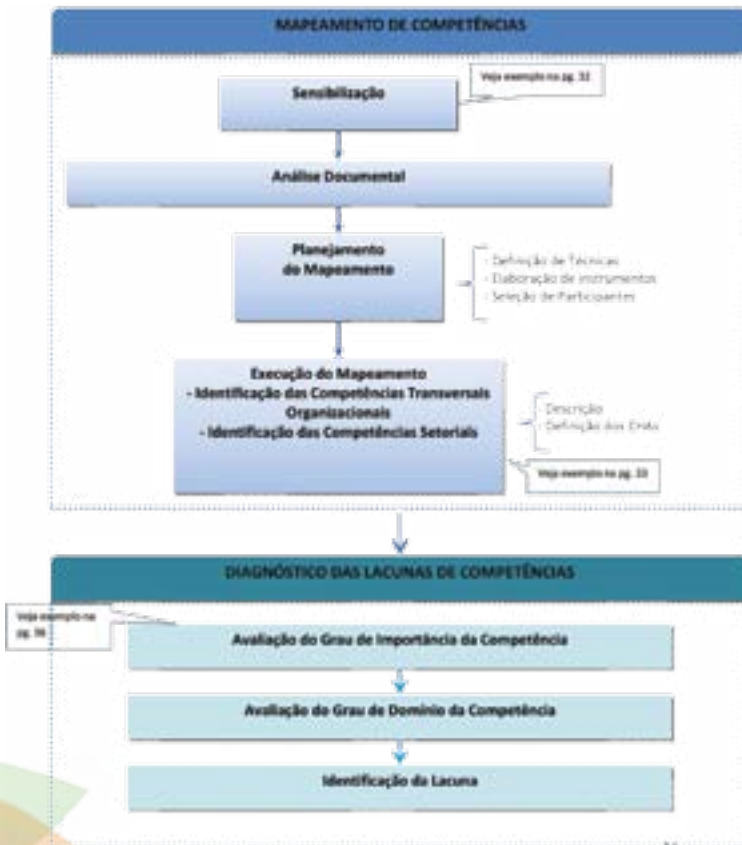 MAPEAMENTO DE COMPETÊNCIAS
Sensibilização
Veja exemplo na pg. 32
Análise Documental
Planejamento
do Mapeamento
- Definição de Técnicas
- Elaboração de instrumentos
- Seleção de Participantes
Execução do Mapeamento
- Identificação das Competências Transversais
Organizacionais
- Identificação das Competências Setoriais
- Descrição
- Definição dos
Veja exemplo na pg. 33
DIAGNÓSTICO DAS LACUNAS DE COMPETÊNCIAS
Veja exemplo na
pg. 36
Avaliação do Grau de Importância da Competência
Avaliação do Grau de Domínio da Competência
Identificação da Lacuna